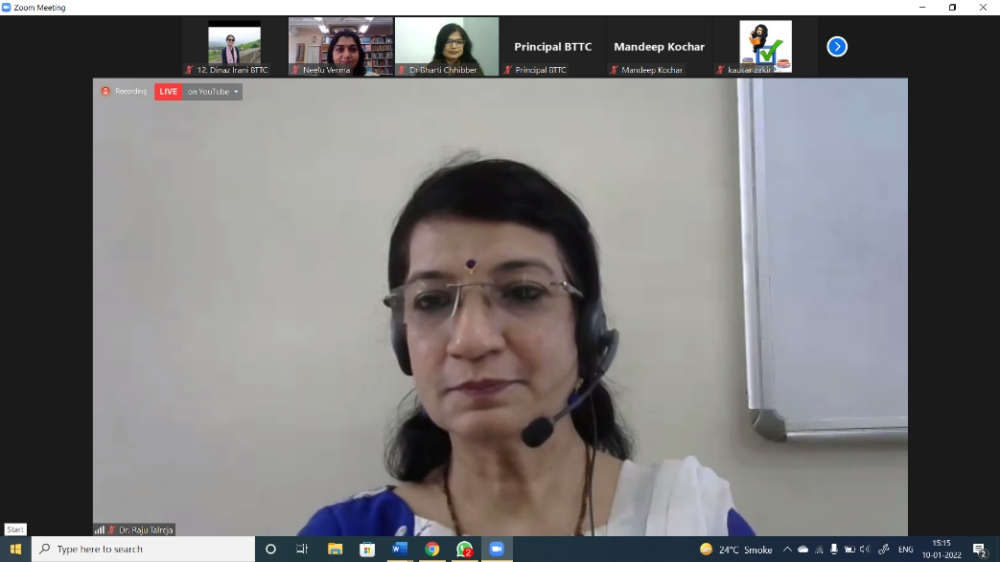 Zoom Meeting
Principal BTTC
Mandeep Kochar
12, Dinaz Irani BTTC
Neelu Verma
Dr Bharti Chhibber
Principal BTTC
Mandeep Kochar
kausar zakir
Recording
LIVE on YouTube
Dr. Raju Talreja
Start
Type here to search
2
24°C Smoke
ENG
15:15
10-01-2022
2